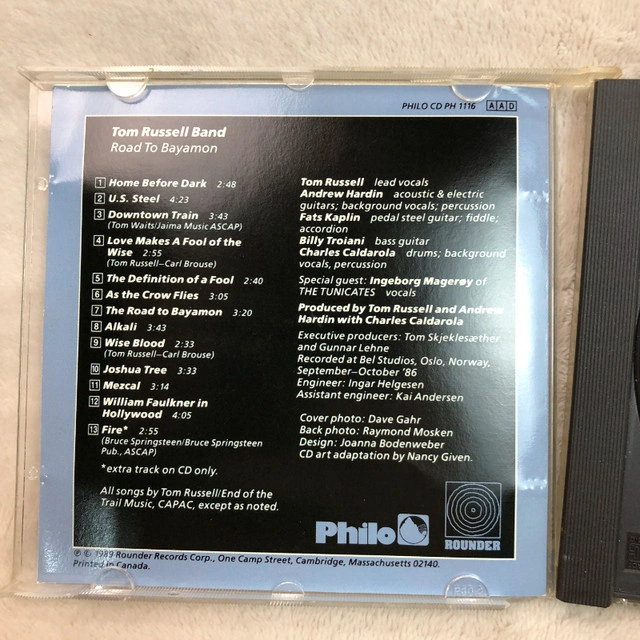 PHILO CD PH 1116 A A D
Tom Russell Band
Road To Bayamon
1 Home Before Dark 2:48
2 U.S. Steel 4:23
3 Downtown Train 3:43
(Tom Waits/Jaima Music ASCAP)
4 Love Makes A Fool of the
Wise 2:55
(Tom Russell—Carl Brouse)
5 The Definition of a Fool 2:40
6 As the Crow Flies 3:05
7 The Road to Bayamon 3:20
8 Alkali 3:43
9 Wise Blood 2:33
(Tom Russell—Carl Brouse)
10 Joshua Tree 3:33
11 Mezcal 3:14
12 William Faulkner in
Hollywood 4:05
13 Fire* 2:55
(Bruce Springsteen/Bruce Springsteen
Pub., ASCAP)
*extra track on CD only.
All songs by Tom Russell/End of the
Trail Music, CAPAC, except as noted.
Tom Russell lead vocals
Andrew Hardin acoustic & electric
guitars; background vocals; percussion
Fats Kaplin pedal steel guitar; fiddle;
accordion
Billy Troiani bass guitar
Charles Caldarola drums; background
vocals, percussion
Special guest: Ingeborg Magerøy of
THE TUNICATES vocals
Produced by Tom Russell and Andrew
Hardin with Charles Caldarola
Executive producers: Tom Skjeklesæther
and Gunnar Lehne
Recorded at Bel Studios, Oslo, Norway,
September–October '86
Engineer: Ingar Helgesen
Assistant engineer: Kai Andersen
Cover photo: Dave Gahr
Back photo: Raymond Mosken
Design: Joanna Bodenweber
CD art adaptation by Nancy Given.
Philo
ROUNDER
℗ © 1989 Rounder Records Corp., One Camp Street, Cambridge, Massachusetts 02140.
Printed in Canada.